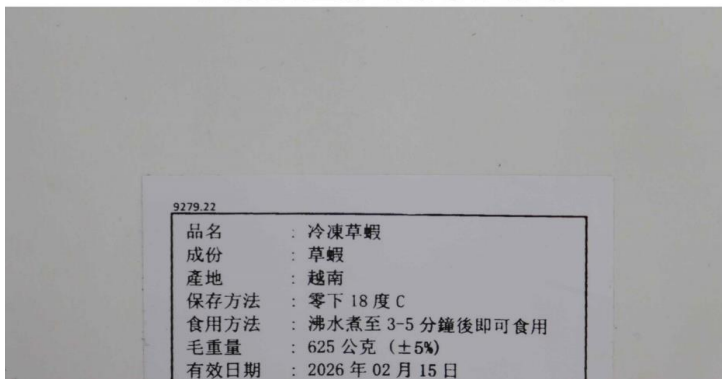 9279.22
品名 : 冷凍草蝦
成份 : 草蝦
產地 : 越南
保存方法 : 零下 18 度 C
食用方法 : 沸水煮至 3-5 分鐘後即可食用
毛重量 : 625 公克 (±5%)
有效日期 : 2026 年 02 月 15 日